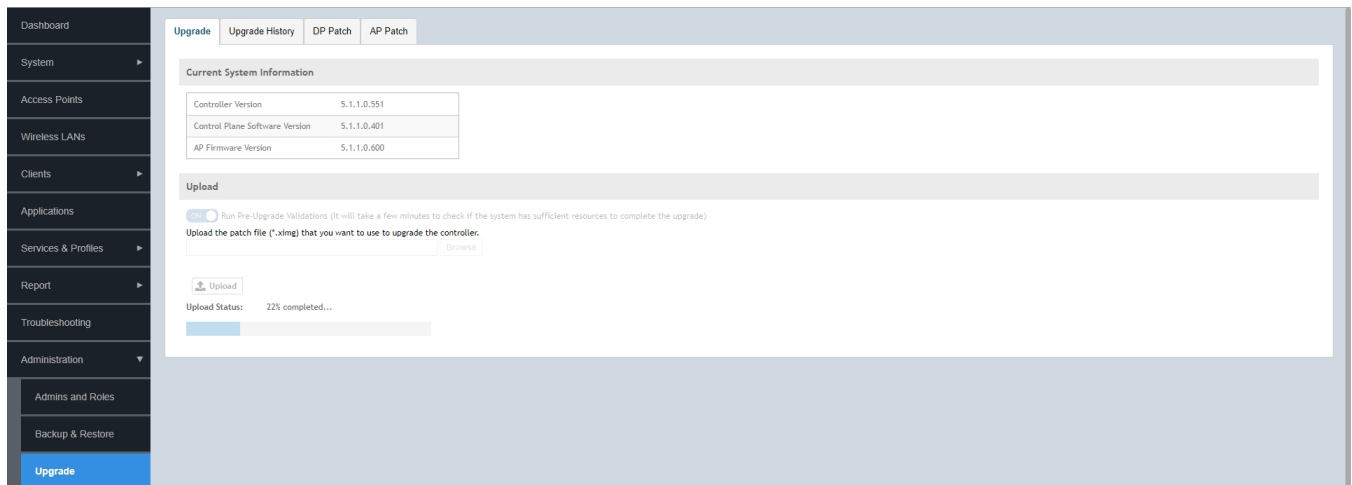 Dashboard
System
Access Points
Wireless LANs
Clients
Applications
Services & Profiles
Report
Troubleshooting
Administration
Admins and Roles
Backup & Restore
Upgrade
Upgrade Upgrade History DP Patch AP Patch
Current System Information
Controller Version 5.1.1.0.551
Control Plane Software Version 5.1.1.0.401
AP Firmware Version 5.1.1.0.600
Upload
ON Run Pre-Upgrade Validations (It will take a few minutes to check if the system has sufficient resources to complete the upgrade)
Upload the patch file (*.ximg) that you want to use to upgrade the controller.
Browse
Upload
Upload Status: 22% completed...